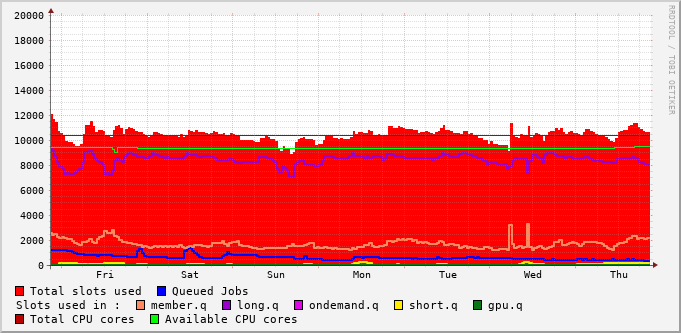 20000
18000
16000
14000
12000
10000
8000
6000
4000
2000
0
Fri Sat Sun Mon Tue Wed Thu
RRDTOOL / TOBI OETIKER
Total slots used Queued Jobs
Slots used in : member.q long.q ondemand.q short.q gpu.q
Total CPU cores Available CPU cores